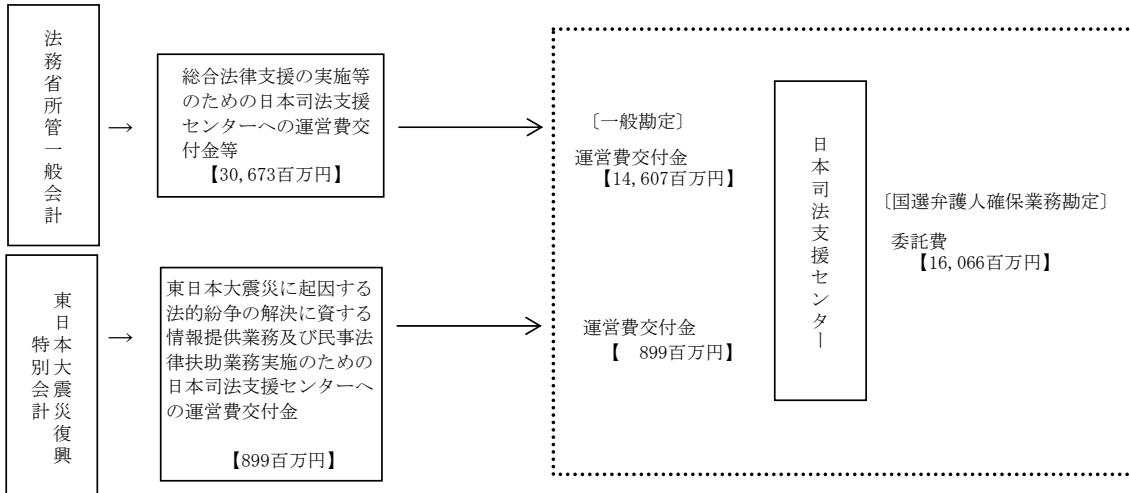 法務省所管一般会計
→
総合法律支援の実施等
のための日本司法支援
センターへの運営費交
付金等
【30,673百万円】
〔一般勘定〕
運営費交付金
【14,607百万円】
日本司法支援センター
〔国選弁護人確保業務勘定〕
委託費
【16,066百万円】
東日本大震災復興
特別会計
→
東日本大震災に起因する
法的紛争の解決に資する
情報提供業務及び民事法
律扶助業務実施のための
日本司法支援センターへ
の運営費交付金
【899百万円】
運営費交付金
【　899百万円】